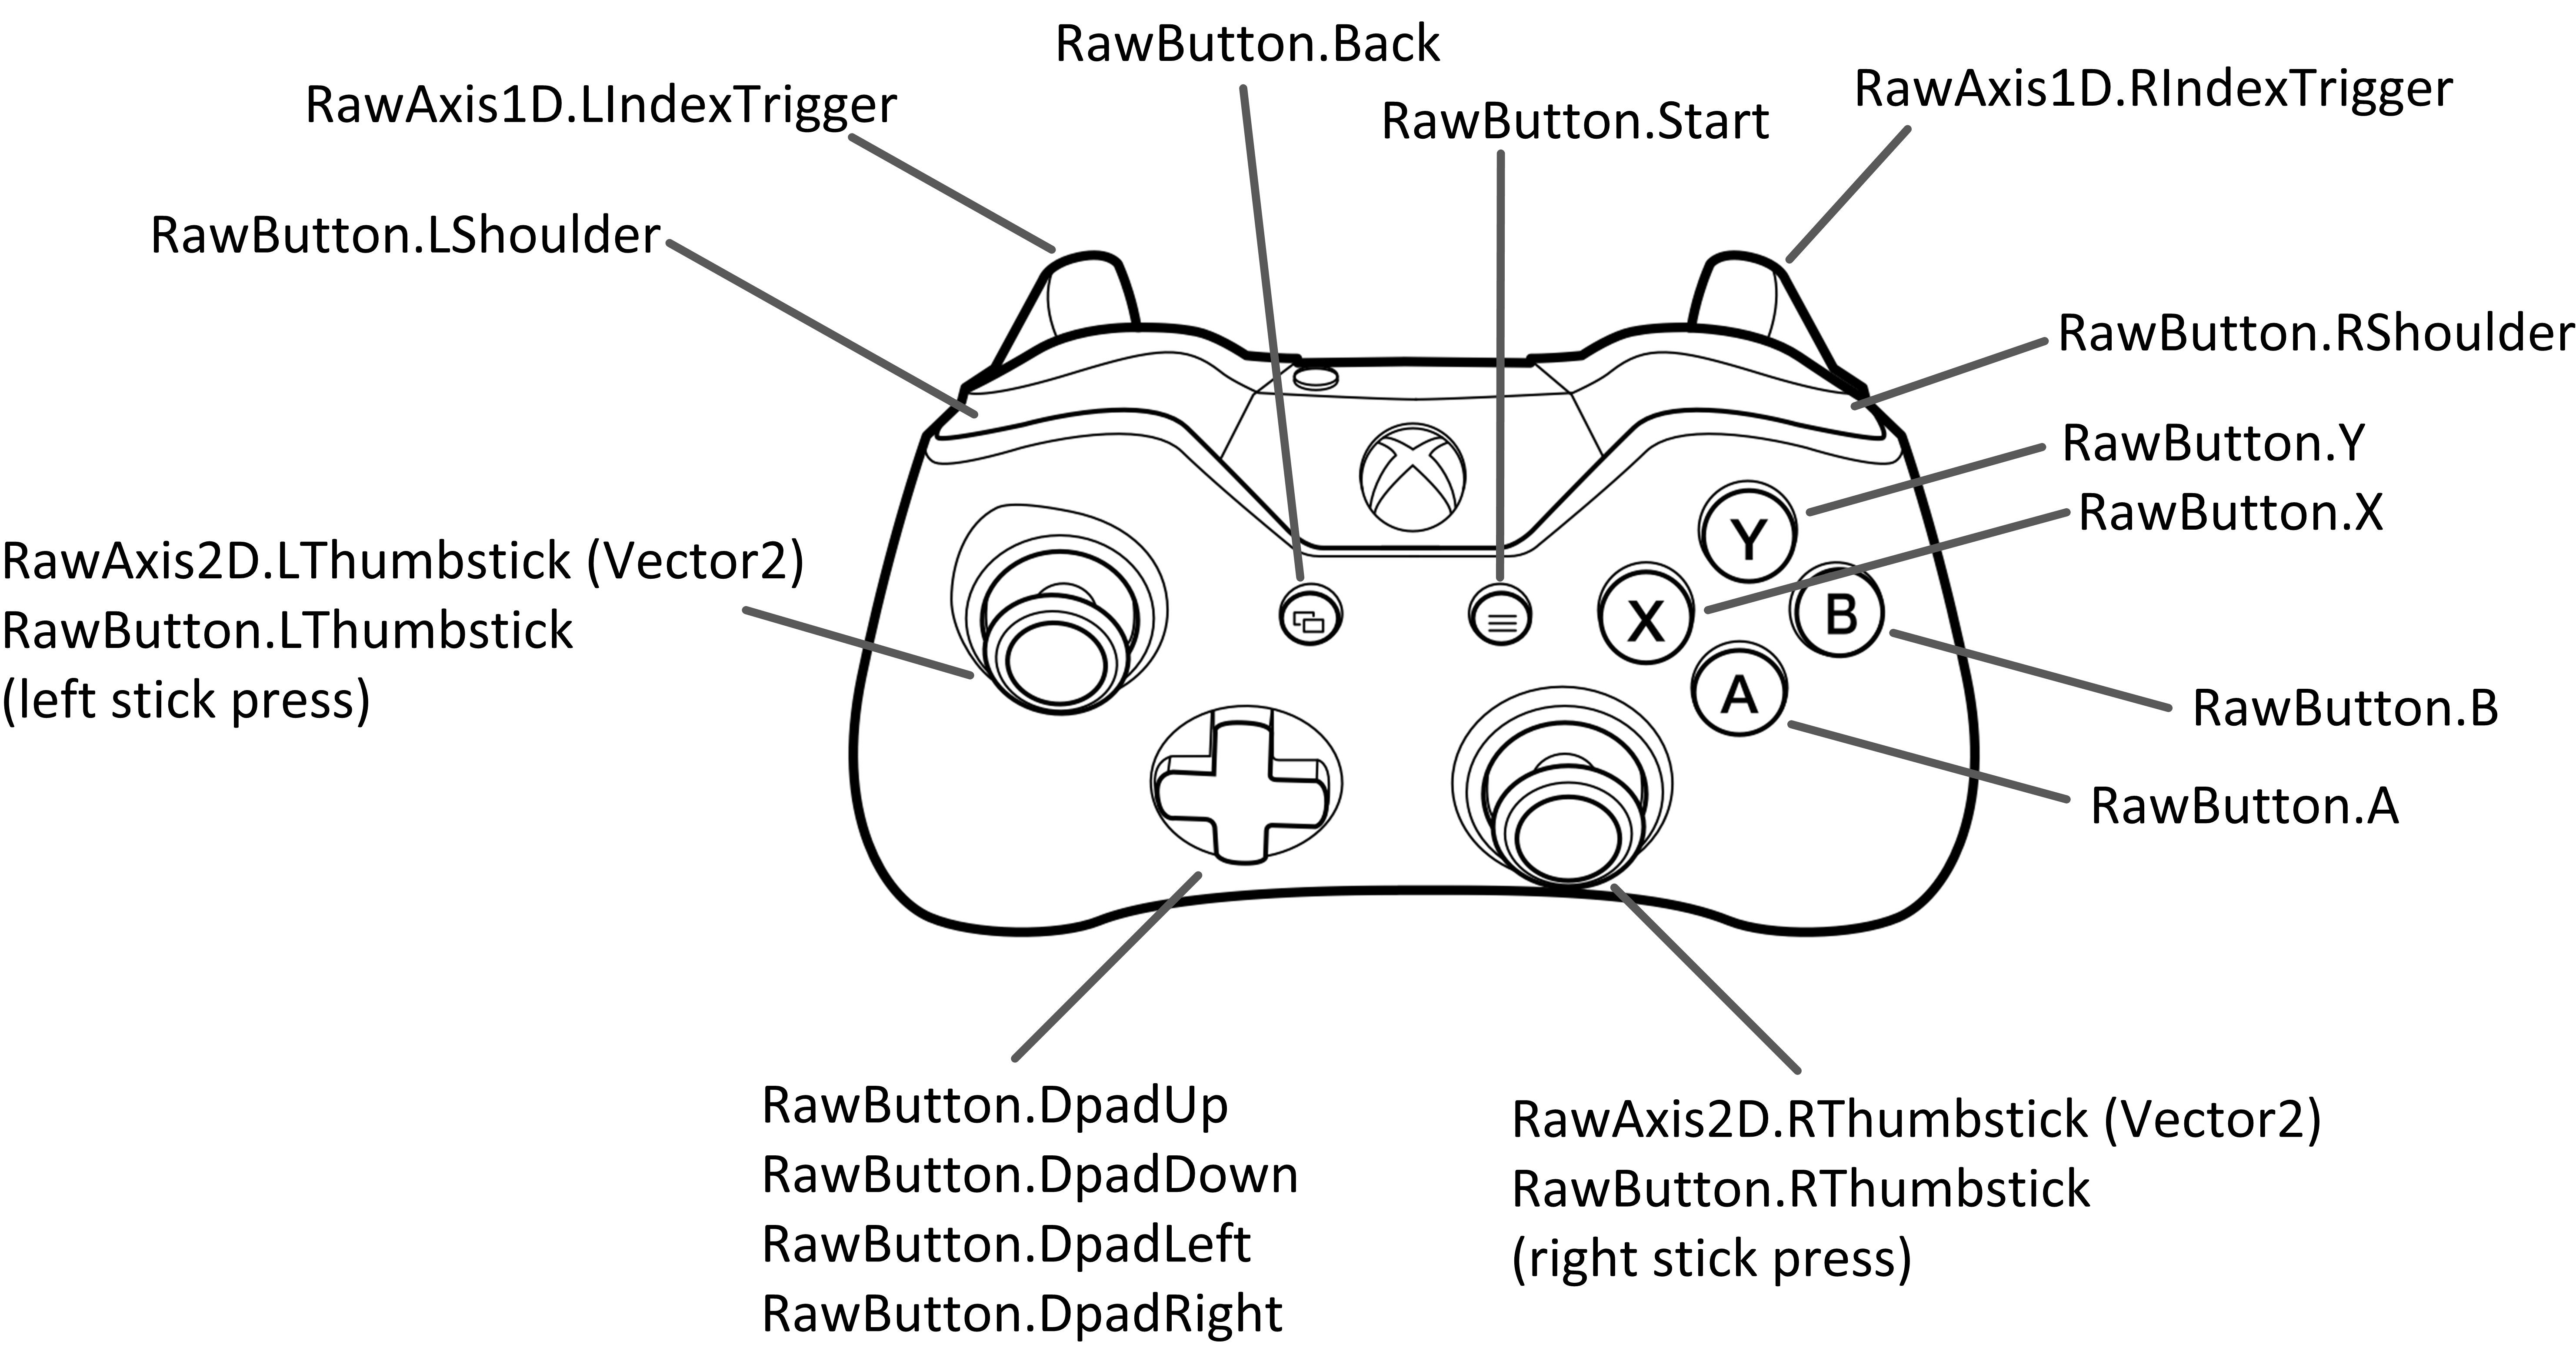 RawButton.Back
RawAxis1D.LIndexTrigger
RawAxis1D.RIndexTrigger
RawButton.Start
RawButton.LShoulder
RawButton.RShoulder
RawButton.Y
RawButton.X
Y
RawAxis2D.LThumbstick (Vector2)
RawButton.LThumbstick
(left stick press)
X
B
A
RawButton.B
RawButton.A
RawButton.DpadUp
RawButton.DpadDown
RawButton.DpadLeft
RawButton.DpadRight
RawAxis2D.RThumbstick (Vector2)
RawButton.RThumbstick
(right stick press)